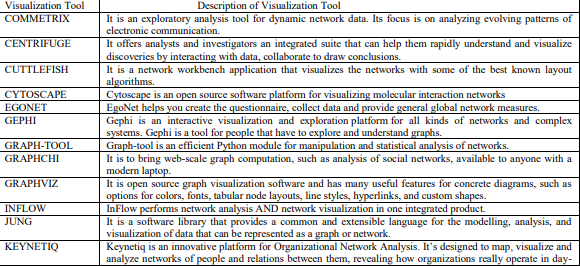 Visualization Tool Description of Visualization Tool
COMMETRIX It is an exploratory analysis tool for dynamic network data. Its focus is on analyzing evolving patterns of
electronic communication.
CENTRIFUGE It offers analysts and investigators an integrated suite that can help them rapidly understand and visualize
discoveries by interacting with data, collaborate to draw conclusions.
CUTTLEFISH It is a network workbench application that visualizes the networks with some of the best known layout
algorithms.
CYTOSCAPE Cytoscape is an open source software platform for visualizing molecular interaction networks
EGONET EgoNet helps you create the questionnaire, collect data and provide general global network measures.
GEPHI Gephi is an interactive visualization and exploration platform for all kinds of networks and complex
systems. Gephi is a tool for people that have to explore and understand graphs.
GRAPH-TOOL Graph-tool is an efficient Python module for manipulation and statistical analysis of networks.
GRAPHCHI It is to bring web-scale graph computation, such as analysis of social networks, available to anyone with a
modern laptop.
GRAPHVIZ It is open source graph visualization software and has many useful features for concrete diagrams, such as
options for colors, fonts, tabular node layouts, line styles, hyperlinks, and custom shapes.
INFLOW InFlow performs network analysis AND network visualization in one integrated product.
JUNG It is a software library that provides a common and extensible language for the modelling, analysis, and
visualization of data that can be represented as a graph or network.
KEYNETIQ Keynetiq is an innovative platform for Organizational Network Analysis. It's designed to map, visualize and
analyze networks of people and relations between them, revealing how organizations really operate in day-